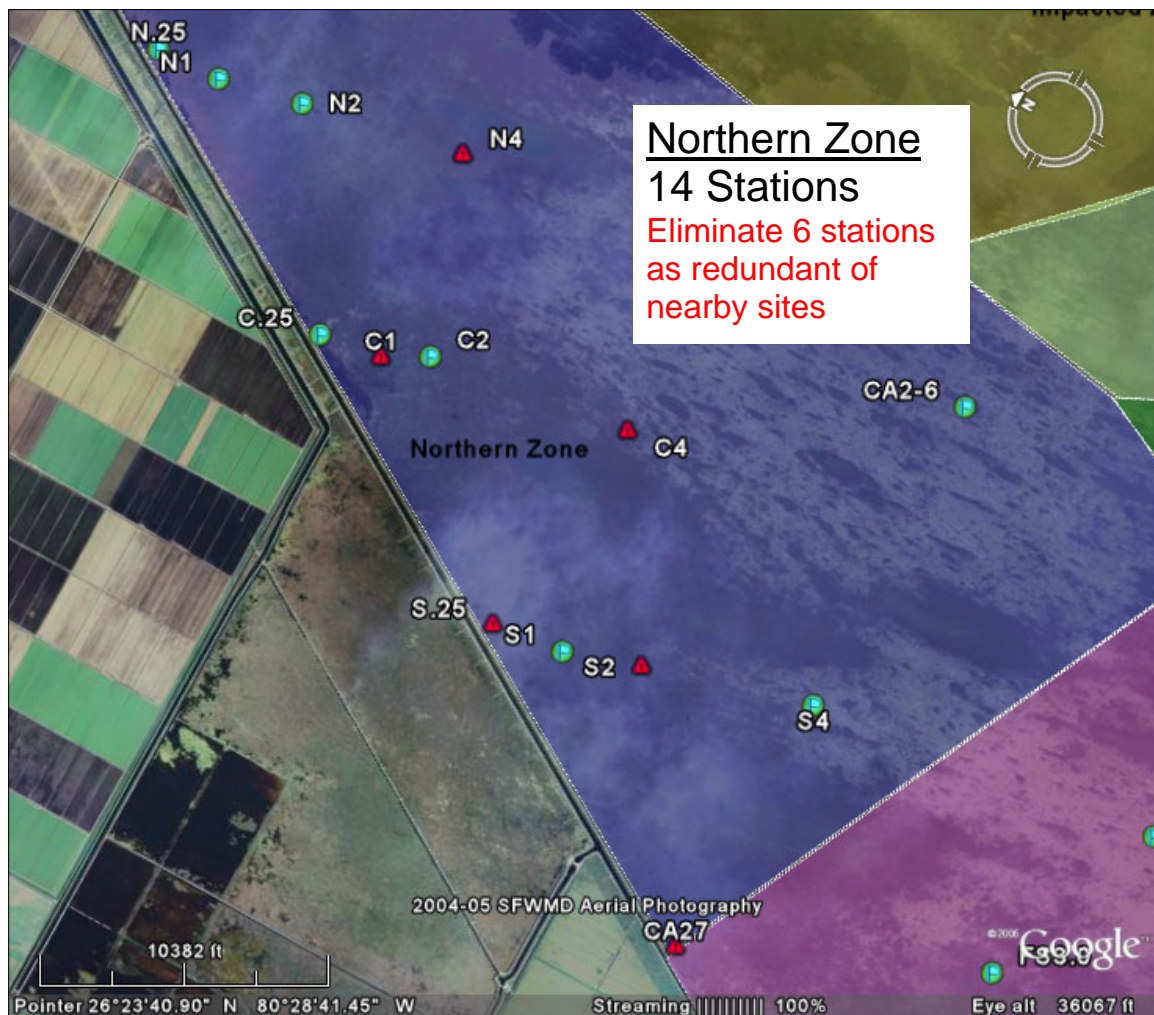 N.25
N1
N2
N4
Northern Zone
14 Stations
Eliminate 6 stations
as redundant of
nearby sites
N
C.25
C1
C2
CA2-6
C4
Northern Zone
S.25
S1
S2
S4
2004-05 SFWMD Aerial Photography
CA27
10382 ft
©2006 Google
Pointer 26°23'40.90" N 80°28'41.45" W Streaming |||||||||| 100% Eye alt 36067 ft